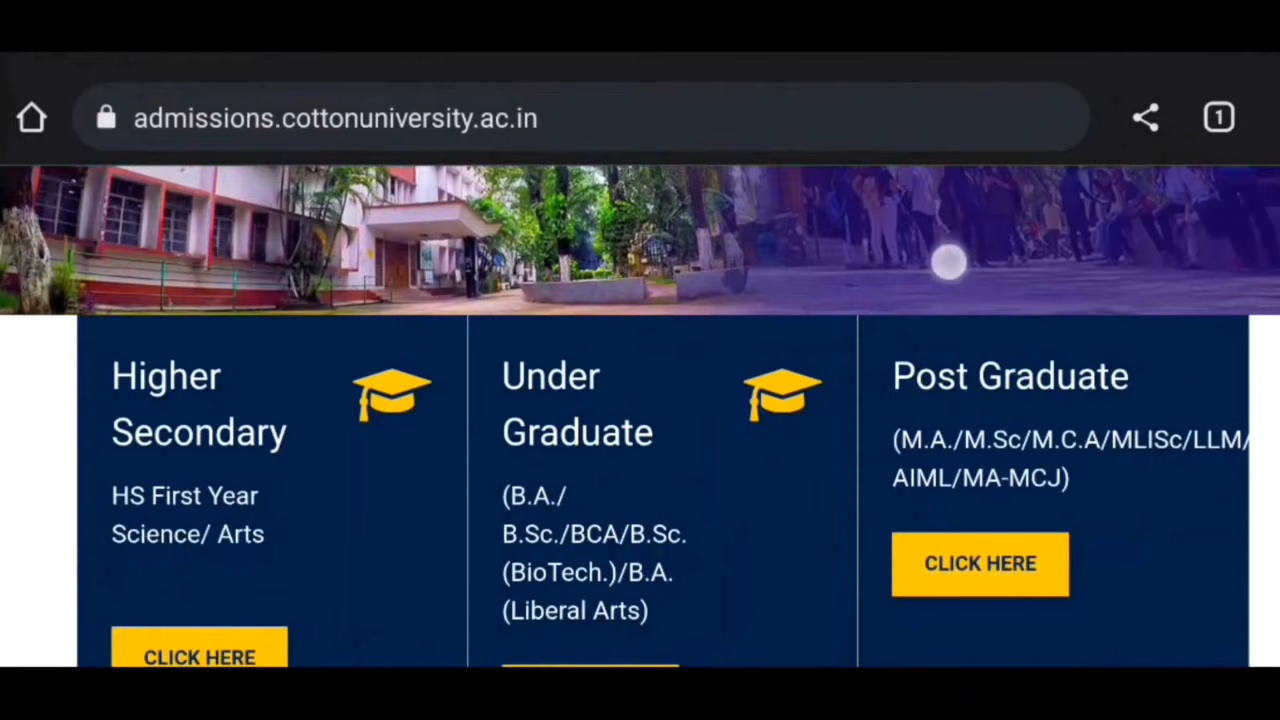 admissions.cottonuniversity.ac.in
1
Higher
Secondary
HS First Year
Science/ Arts
CLICK HERE
Under
Graduate
(B.A./
B.Sc./BCA/B.Sc.
(BioTech.)/B.A.
(Liberal Arts)
Post Graduate
(M.A./M.Sc/M.C.A/MLISc/LLM/
AIML/MA-MCJ)
CLICK HERE